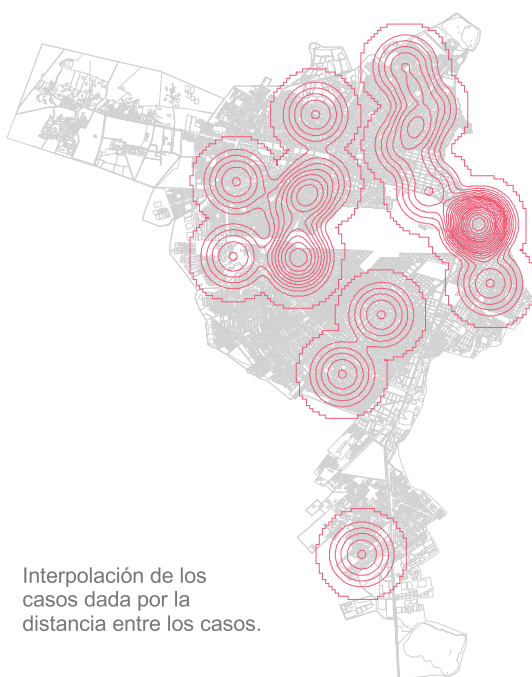 Interpolación de los
casos dada por la
distancia entre los casos.